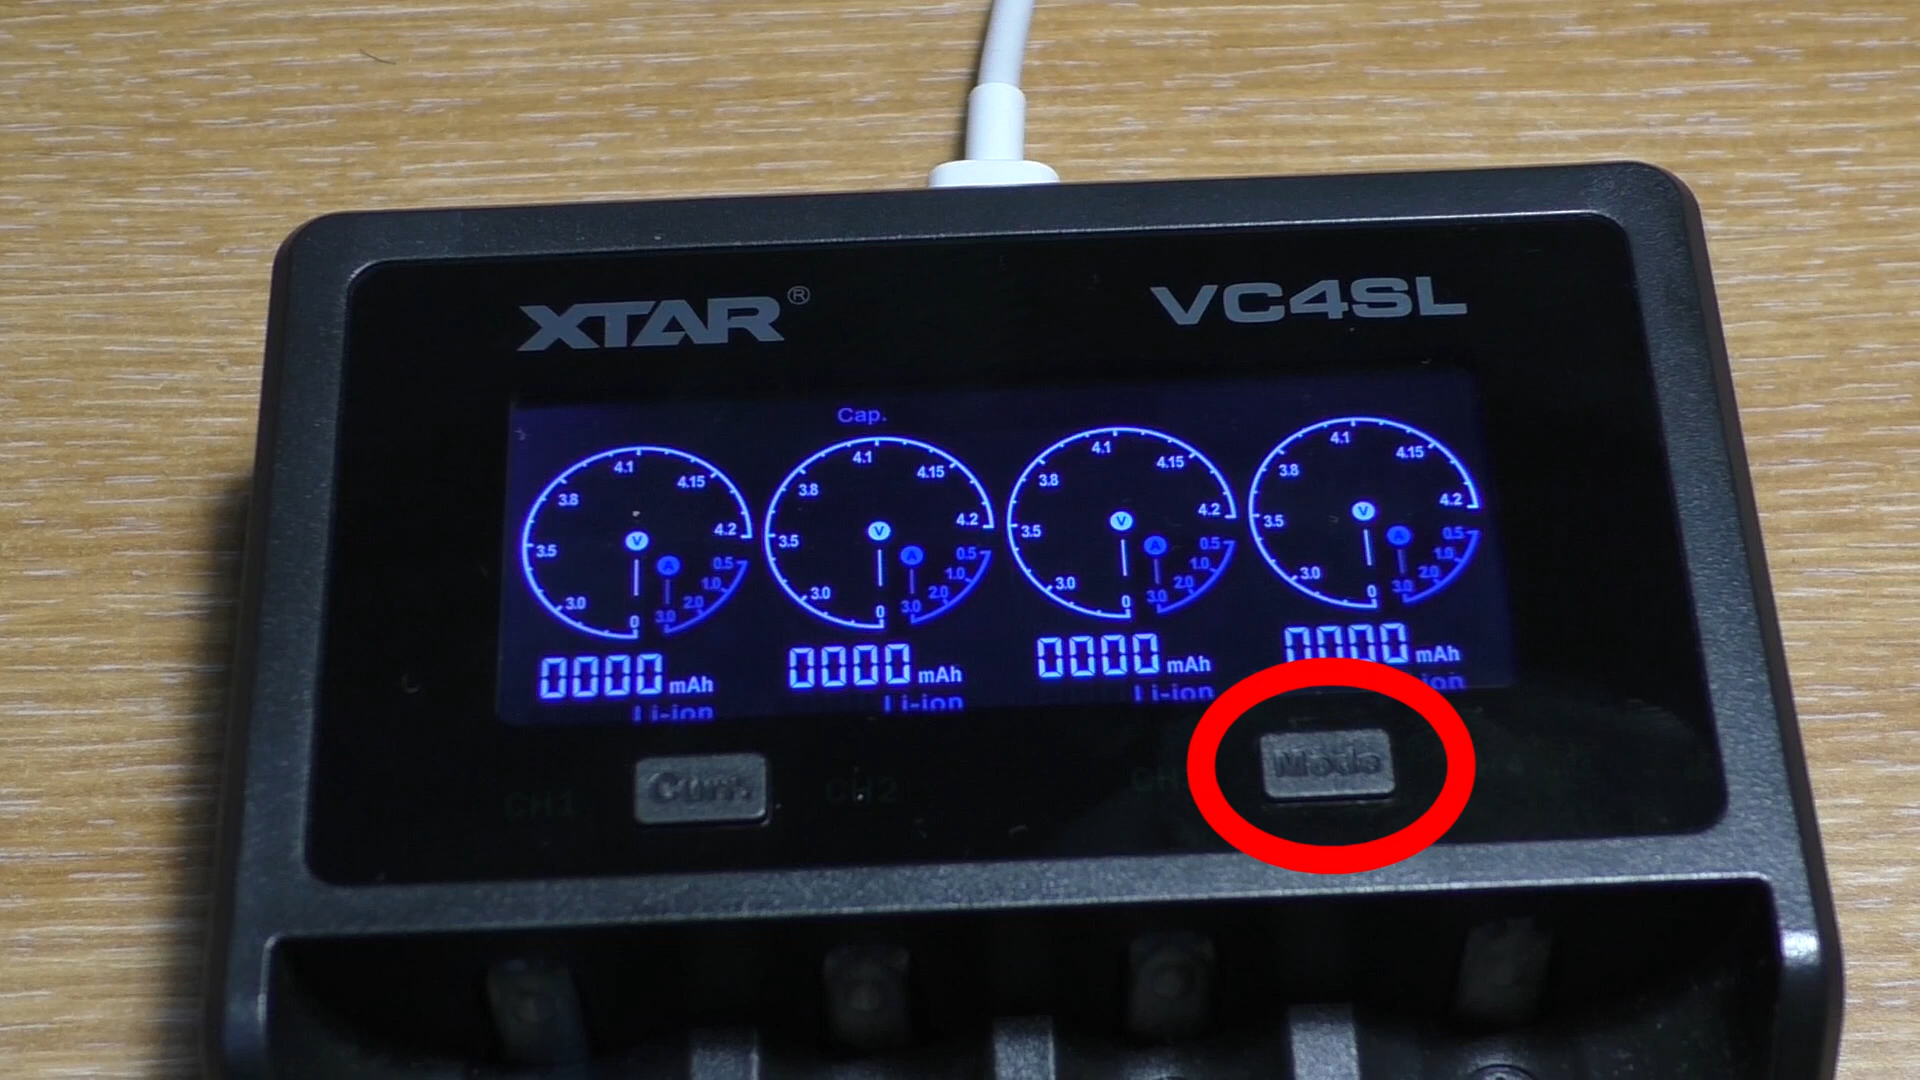 XTAR®
VC4SL
Cap.
4.1
3.8
4.15
4.2
3.5
3.0
0
V
A
0.5
1.0
2.0
3.0
4.1
3.8
4.15
4.2
3.5
3.0
0
V
A
0.5
1.0
2.0
3.0
4.1
3.8
4.15
4.2
3.5
3.0
0
V
A
0.5
1.0
2.0
3.0
4.1
3.8
4.15
4.2
3.5
3.0
0
V
A
0.5
1.0
2.0
3.0
0000 mAh
0000 mAh
0000 mAh
0000 mAh
Li-ion
Li-ion
Li-ion
ion
CH1
Curr.
CH2
Mode